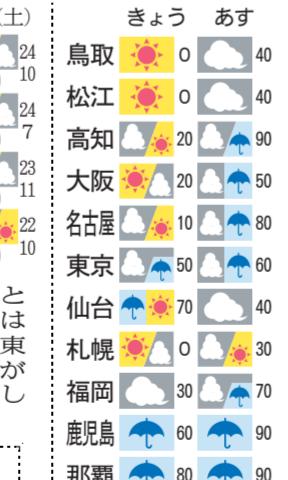 きょう あす
鳥取 0 40
松江 0 40
高知 20 90
大阪 20 50
名古屋 10 80
東京 50 60
仙台 70 40
札幌 0 30
福岡 30 70
鹿児島 60 90
那覇 80 90
(土)
24
10
24
7
23
11
22
10
とは東がし